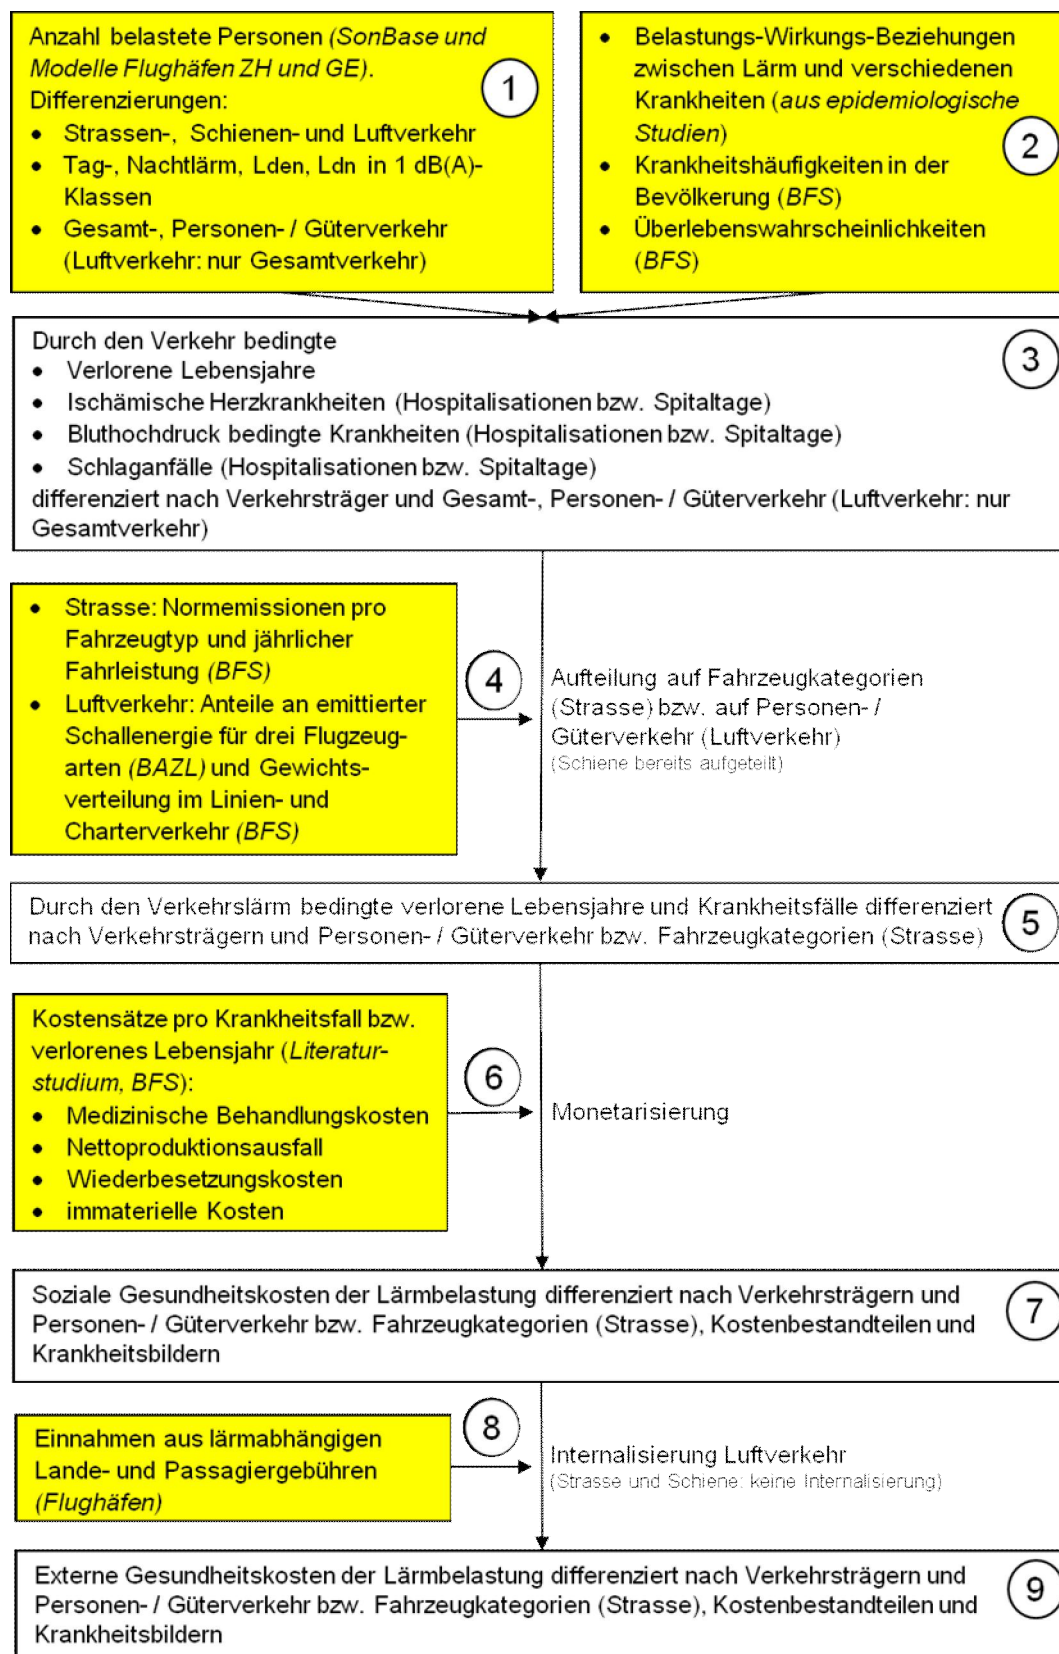 Anzahl belastete Personen (SonBase und
Modelle Flughäfen ZH und GE).
Differenzierungen:
• Strassen-, Schienen- und Luftverkehr
• Tag-, Nachtlärm, Lden, Ldn in 1 dB(A)-
Klassen
• Gesamt-, Personen- / Güterverkehr
(Luftverkehr: nur Gesamtverkehr)
1
• Belastungs-Wirkungs-Beziehungen
zwischen Lärm und verschiedenen
Krankheiten (aus epidemiologische
Studien)
• Krankheitshäufigkeiten in der
Bevölkerung (BFS)
• Überlebenswahrscheinlichkeiten
(BFS)
2
Durch den Verkehr bedingte
• Verlorene Lebensjahre
• Ischämische Herzkrankheiten (Hospitalisationen bzw. Spitaltage)
• Bluthochdruck bedingte Krankheiten (Hospitalisationen bzw. Spitaltage)
• Schlaganfälle (Hospitalisationen bzw. Spitaltage)
differenziert nach Verkehrsträger und Gesamt-, Personen- / Güterverkehr (Luftverkehr: nur
Gesamtverkehr)
3
• Strasse: Normemissionen pro
Fahrzeugtyp und jährlicher
Fahrleistung (BFS)
• Luftverkehr: Anteile an emittierter
Schallenergie für drei Flugzeug-
arten (BAZL) und Gewichts-
verteilung im Linien- und
Charterverkehr (BFS)
4
Aufteilung auf Fahrzeugkategorien
(Strasse) bzw. auf Personen- /
Güterverkehr (Luftverkehr)
(Schiene bereits aufgeteilt)
Durch den Verkehrslärm bedingte verlorene Lebensjahre und Krankheitsfälle differenziert
nach Verkehrsträgern und Personen- / Güterverkehr bzw. Fahrzeugkategorien (Strasse)
5
Kostensätze pro Krankheitsfall bzw.
verlorenes Lebensjahr (Literatur-
studium, BFS):
• Medizinische Behandlungskosten
• Nettoproduktionsausfall
• Wiederbesetzungskosten
• immaterielle Kosten
6
Monetarisierung
Soziale Gesundheitskosten der Lärmbelastung differenziert nach Verkehrsträgern und
Personen- / Güterverkehr bzw. Fahrzeugkategorien (Strasse), Kostenbestandteilen und
Krankheitsbildern
7
Einnahmen aus lärmabhängigen
Lande- und Passagiergebühren
(Flughäfen)
8
Internalisierung Luftverkehr
(Strasse und Schiene: keine Internalisierung)
Externe Gesundheitskosten der Lärmbelastung differenziert nach Verkehrsträgern und
Personen- / Güterverkehr bzw. Fahrzeugkategorien (Strasse), Kostenbestandteilen und
Krankheitsbildern
9